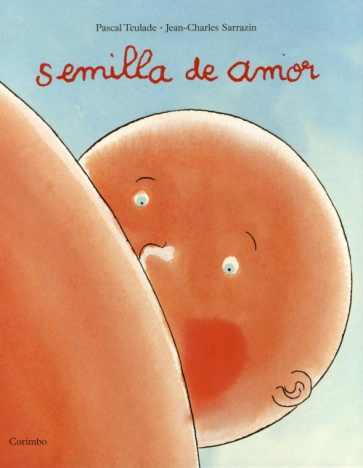 Pascal Teulade · Jean-Charles Sarrazin
semilla de amor
Corimbo